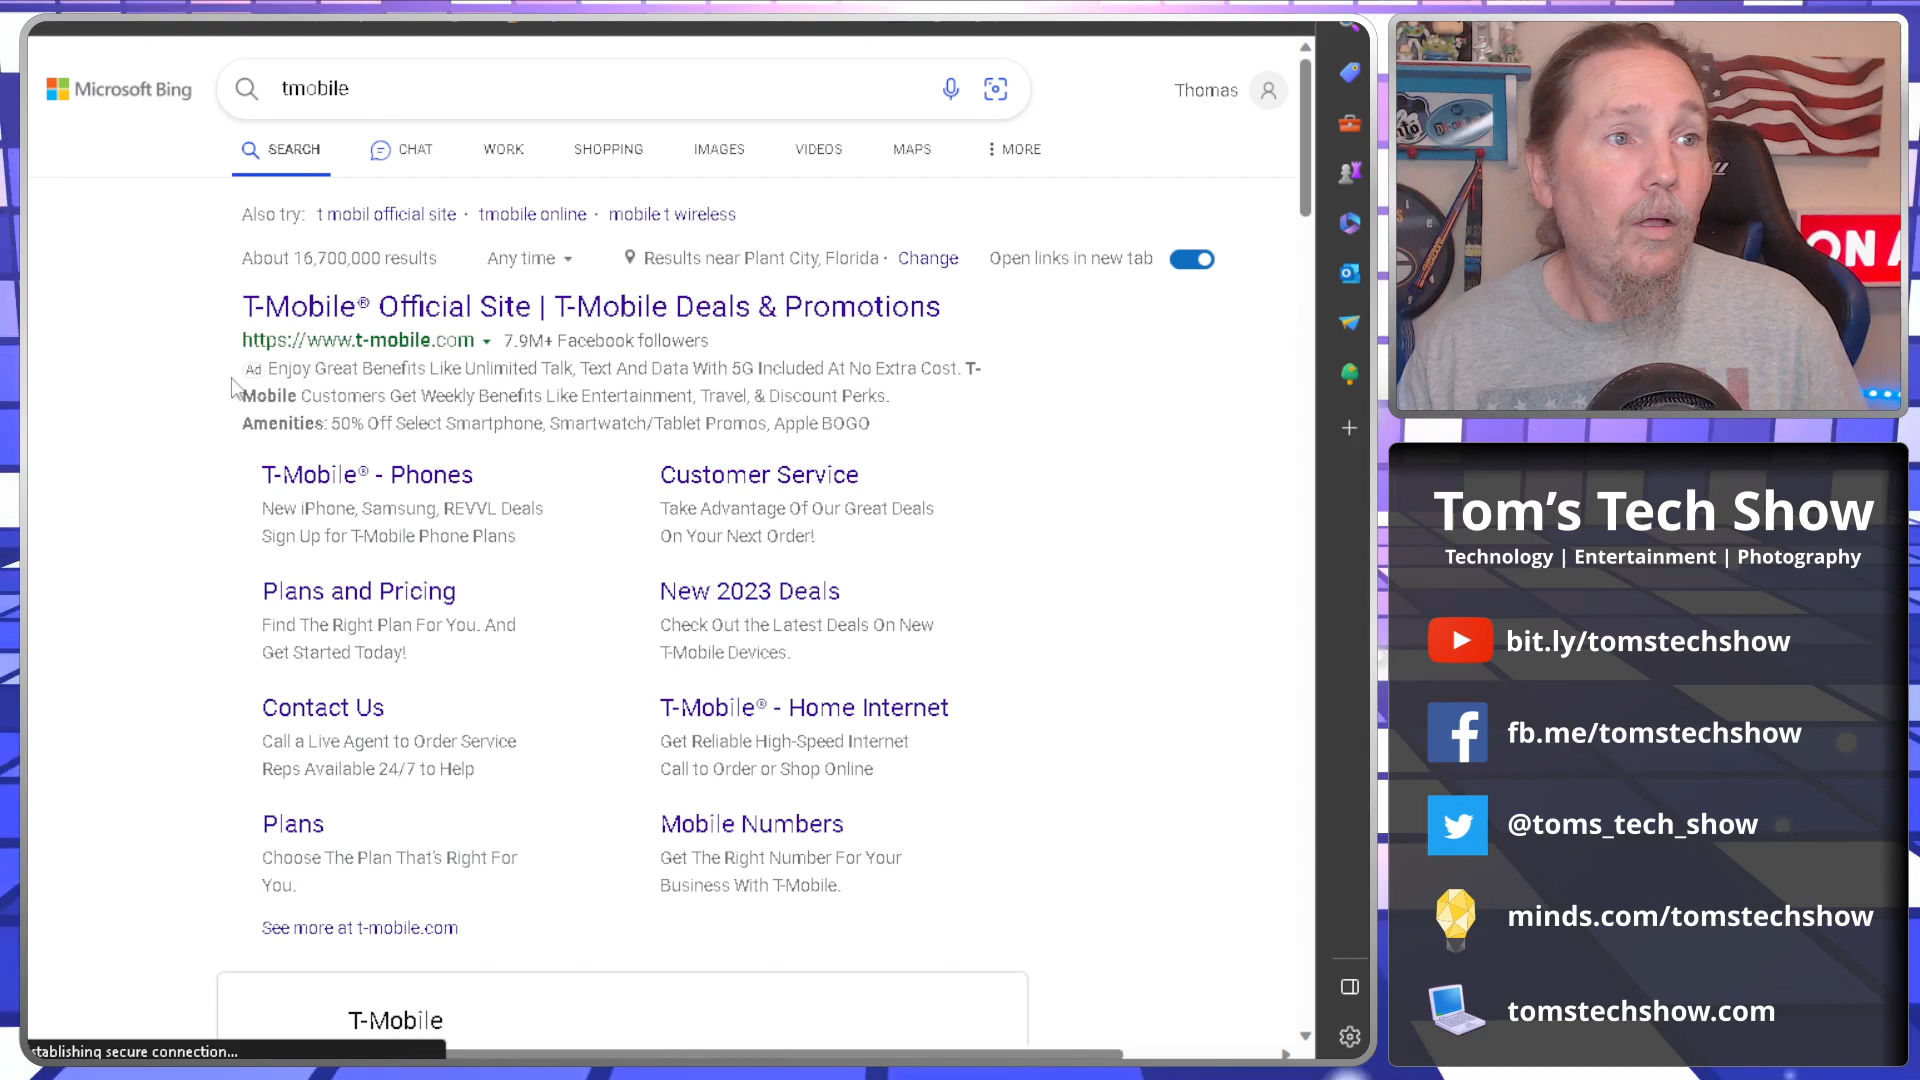 Microsoft Bing
tmobile
Thomas
SEARCH
CHAT
WORK
SHOPPING
IMAGES
VIDEOS
MAPS
MORE
Also try: t mobil official site · tmobile online · mobile t wireless
About 16,700,000 results
Any time
Results near Plant City, Florida · Change
Open links in new tab
T-Mobile® Official Site | T-Mobile Deals & Promotions
https://www.t-mobile.com
7.9M+ Facebook followers
Ad Enjoy Great Benefits Like Unlimited Talk, Text And Data With 5G Included At No Extra Cost. T-
Mobile Customers Get Weekly Benefits Like Entertainment, Travel, & Discount Perks.
Amenities: 50% Off Select Smartphone, Smartwatch/Tablet Promos, Apple BOGO
T-Mobile® - Phones
New iPhone, Samsung, REVVL Deals
Sign Up for T-Mobile Phone Plans
Customer Service
Take Advantage Of Our Great Deals
On Your Next Order!
Plans and Pricing
Find The Right Plan For You. And
Get Started Today!
New 2023 Deals
Check Out the Latest Deals On New
T-Mobile Devices.
Contact Us
Call a Live Agent to Order Service
Reps Available 24/7 to Help
T-Mobile® - Home Internet
Get Reliable High-Speed Internet
Call to Order or Shop Online
Plans
Choose The Plan That's Right For
You.
Mobile Numbers
Get The Right Number For Your
Business With T-Mobile.
See more at t-mobile.com
T-Mobile
stablishing secure connection...
ON A
Tom's Tech Show
Technology | Entertainment | Photography
bit.ly/tomstechshow
fb.me/tomstechshow
@toms_tech_show
minds.com/tomstechshow
tomstechshow.com